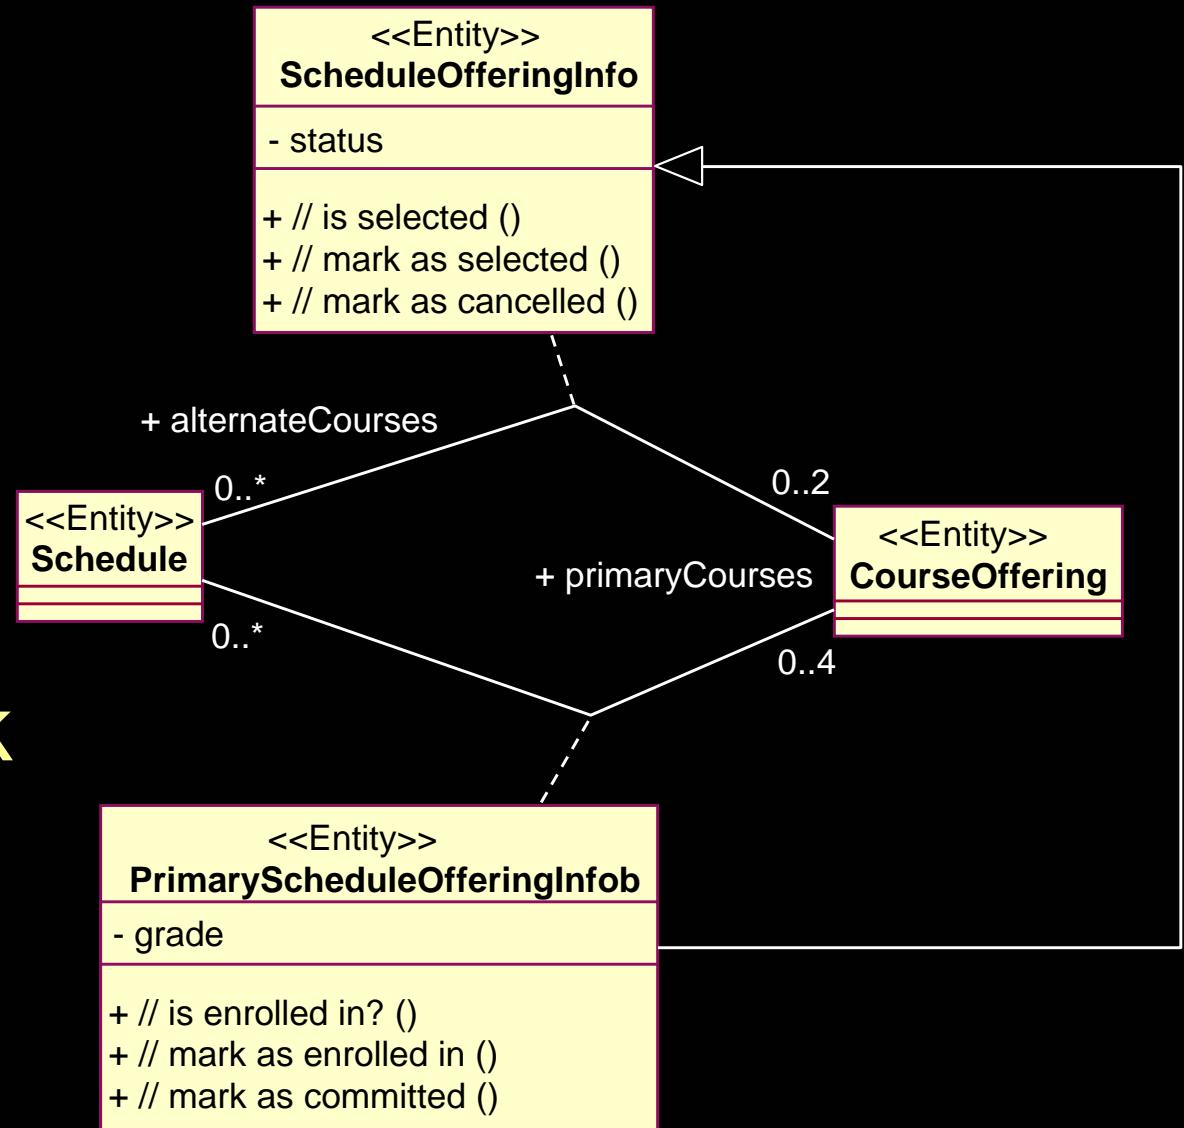 <<Entity>>
ScheduleOfferingInfo
- status
+ // is selected ()
+ // mark as selected ()
+ // mark as cancelled ()
+ alternateCourses
0..*
0..2
<<Entity>>
Schedule
+ primaryCourses
<<Entity>>
CourseOffering
0..*
0..4
<<Entity>>
PrimaryScheduleOfferingInfob
- grade
+ // is enrolled in? ()
+ // mark as enrolled in ()
+ // mark as committed ()